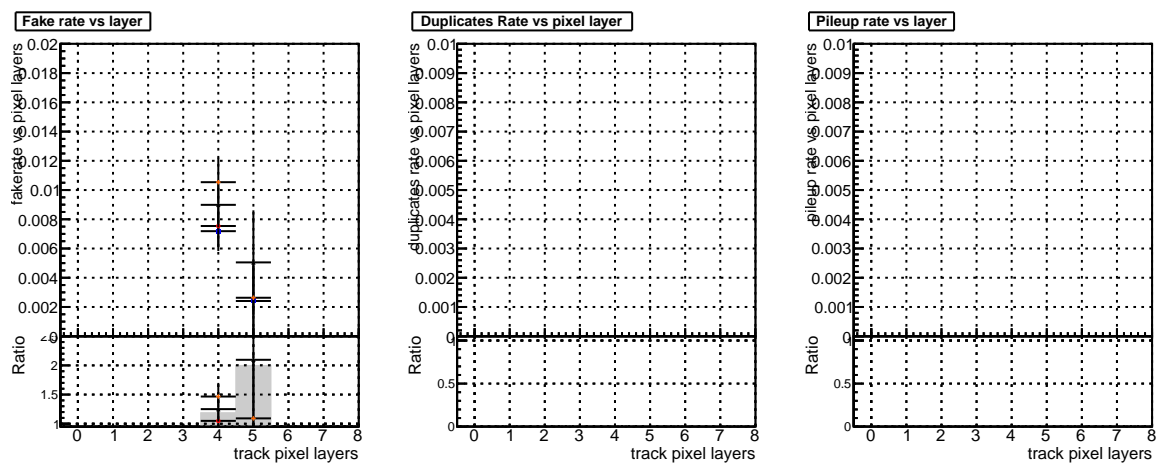 Fake rate vs layer
fakerate vs pixel layers
0.02
0.018
0.016
0.014
0.012
0.01
0.008
0.006
0.004
0.002
0
Ratio
2
1.5
1
0 1 2 3 4 5 6 7 8
track pixel layers
Duplicates Rate vs pixel layer
duplicates rate vs pixel layers
0.01
0.009
0.008
0.007
0.006
0.005
0.004
0.003
0.002
0.001
0
Ratio
1
0.5
0
0 1 2 3 4 5 6 7 8
track pixel layers
Pileup rate vs layer
pileup rate vs pixel layers
0.01
0.009
0.008
0.007
0.006
0.005
0.004
0.003
0.002
0.001
0
Ratio
1
0.5
0
0 1 2 3 4 5 6 7 8
track pixel layers